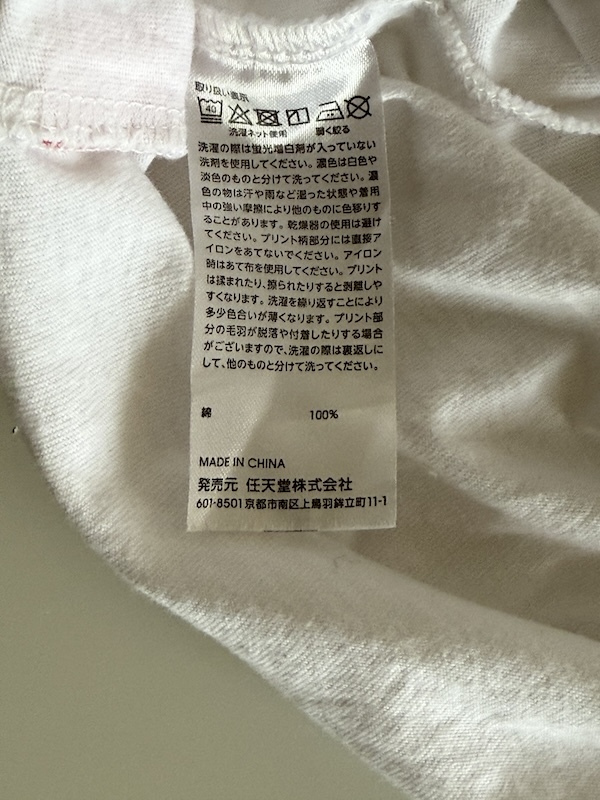 取り扱い表示
40
洗濯ネット使用 弱く絞る
洗濯の際は蛍光増白剤が入っていない
洗剤を使用してください。濃色は白色や
淡色のものと分けて洗ってください。濃
色の物は汗や雨など湿った状態や着用
中の強い摩擦により他のものに色移りす
ることがあります。乾燥器の使用は避け
てください。プリント柄部分には直接ア
イロンをあてないでください。アイロン
時はあて布を使用してください。プリント
は揉まれたり、擦られたりすると剥離しや
すくなります。洗濯を繰り返すことにより
多少色合いが薄くなります。プリント部
分の毛羽が脱落や付着したりする場合
がございますので、洗濯の際は裏返しに
して、他のものと分けて洗ってください。
綿 100%
MADE IN CHINA
発売元 任天堂株式会社
601-8501京都市南区上鳥羽鉾立町11-1